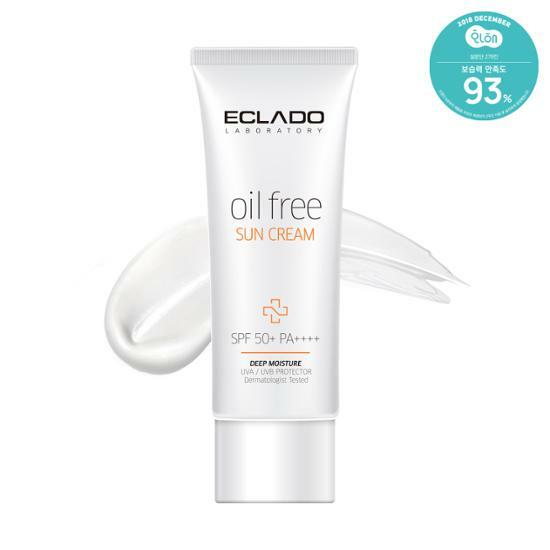 2018 DECEMBER
보습력 만족도
93%
ECLADO
LABORATORY
oil free
SUN CREAM
SPF 50+ PA++++
DEEP MOISTURE
UVA / UVB PROTECTOR
Dermatologist Tested